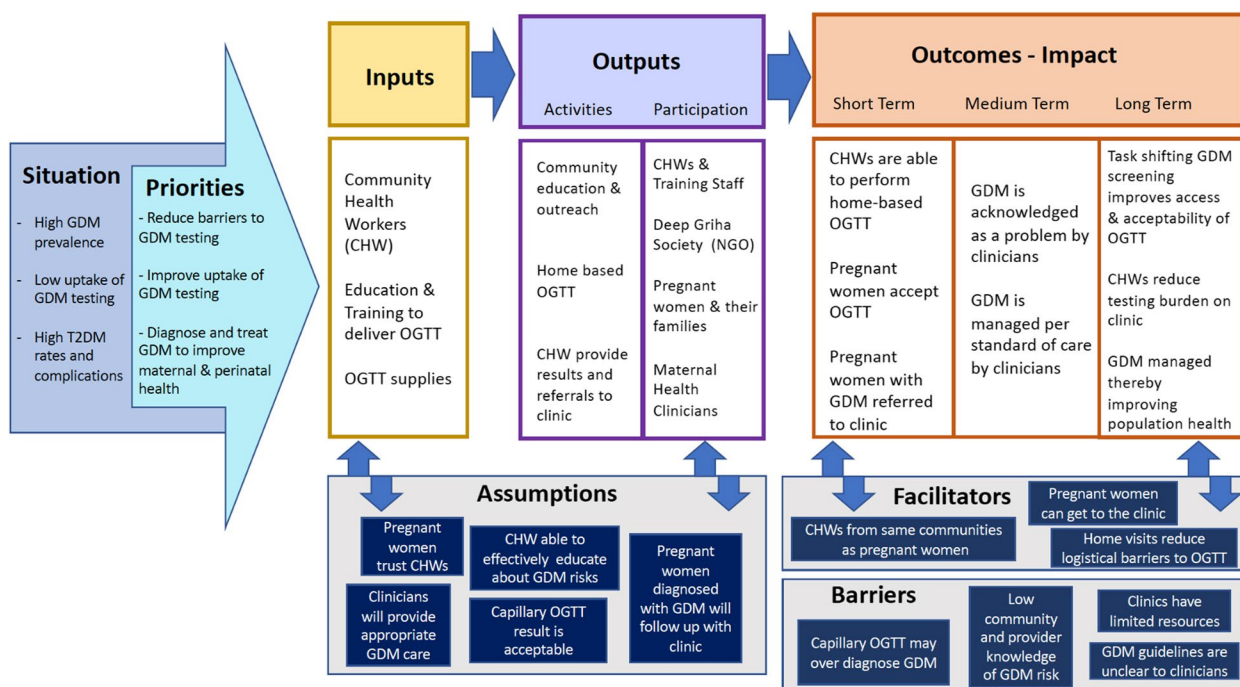 Situation
- High GDM
prevalence
- Low uptake of
GDM testing
- High T2DM
rates and
complications
Priorities
- Reduce barriers to
GDM testing
- Improve uptake of
GDM testing
- Diagnose and treat
GDM to improve
maternal & perinatal
health
Inputs
Community
Health
Workers
(CHW)
Education &
Training to
deliver OGTT
OGTT supplies
Outputs
Activities
Participation
Community
education &
outreach
Home based
OGTT
CHW provide
results and
referrals to
clinic
CHWs &
Training Staff
Deep Griha
Society (NGO)
Pregnant
women & their
families
Maternal
Health
Clinicians
Outcomes - Impact
Short Term
Medium Term
Long Term
CHWs are able
to perform
home-based
OGTT
Pregnant
women accept
OGTT
Pregnant
women with
GDM referred
to clinic
GDM is
acknowledged
as a problem by
clinicians
GDM is
managed per
standard of care
by clinicians
Task shifting GDM
screening
improves access
& acceptability of
OGTT
CHWs reduce
testing burden on
clinic
GDM managed
thereby
improving
population health
Assumptions
Pregnant
women
trust CHWs
CHW able to
effectively educate
about GDM risks
Pregnant
women
diagnosed
with GDM will
follow up with
clinic
Clinicians
will provide
appropriate
GDM care
Capillary OGTT
result is
acceptable
Facilitators
CHWs from same communities
as pregnant women
Pregnant women
can get to the clinic
Home visits reduce
logistical barriers to OGTT
Barriers
Capillary OGTT may
over diagnose GDM
Low
community
and provider
knowledge
of GDM risk
Clinics have
limited resources
GDM guidelines are
unclear to clinicians